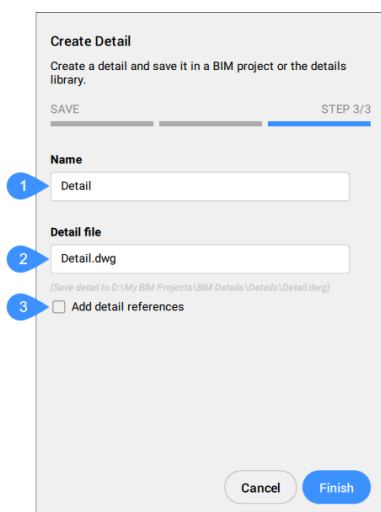 Create Detail
Create a detail and save it in a BIM project or the details
library.
SAVE STEP 3/3
Name
1 Detail
Detail file
2 Detail.dwg
(Save detail to D:\My BIM Projects\BIM Details\Details\Detail.dwg)
3 Add detail references
Cancel Finish